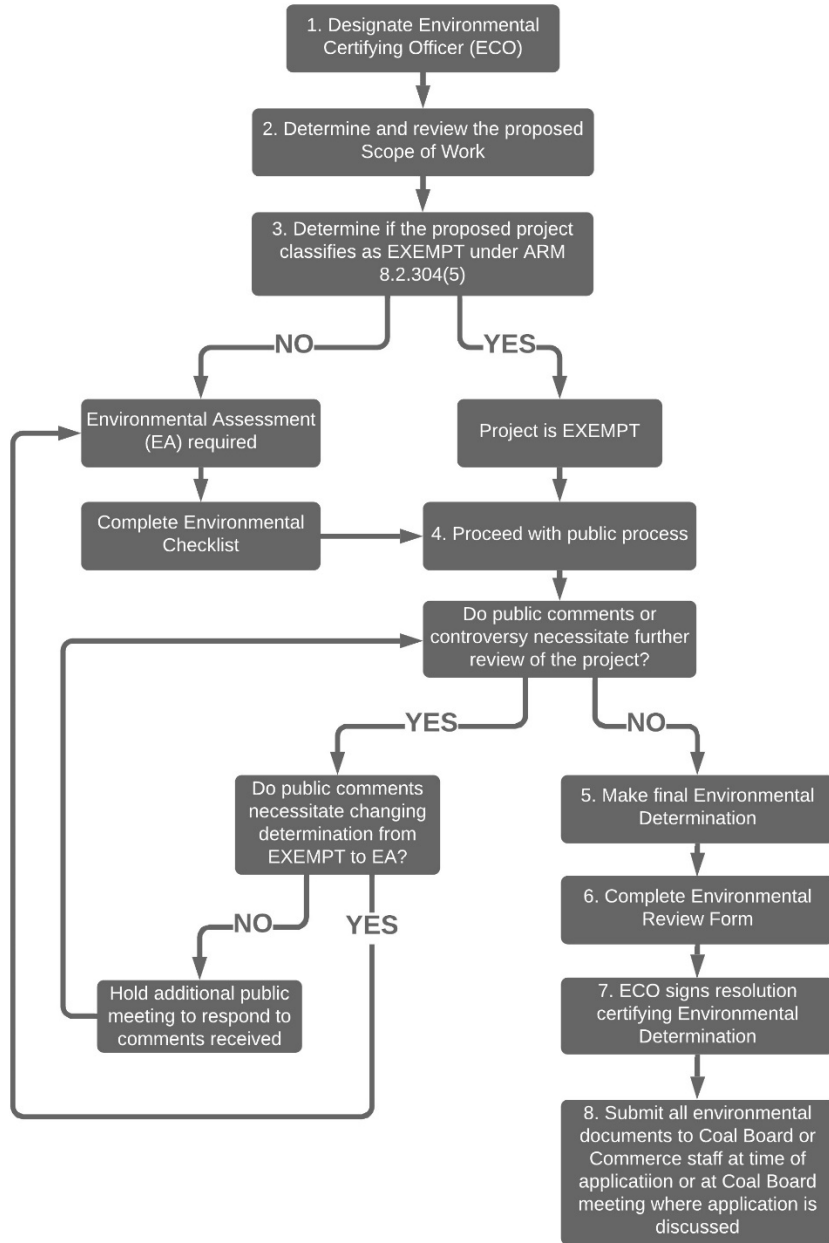 1. Designate Environmental
Certifying Officer (ECO)
2. Determine and review the proposed
Scope of Work
3. Determine if the proposed project
classifies as EXEMPT under ARM
8.2.304(5)
NO
YES
Environmental Assessment
(EA) required
Project is EXEMPT
Complete Environmental
Checklist
4. Proceed with public process
Do public comments or
controversy necessitate further
review of the project?
YES
NO
Do public comments
necessitate changing
determination from
EXEMPT to EA?
5. Make final Environmental
Determination
6. Complete Environmental
Review Form
NO
YES
Hold additional public
meeting to respond to
comments received
7. ECO signs resolution
certifying Environmental
Determination
8. Submit all environmental
documents to Coal Board or
Commerce staff at time of
applicatiion or at Coal Board
meeting where application is
discussed